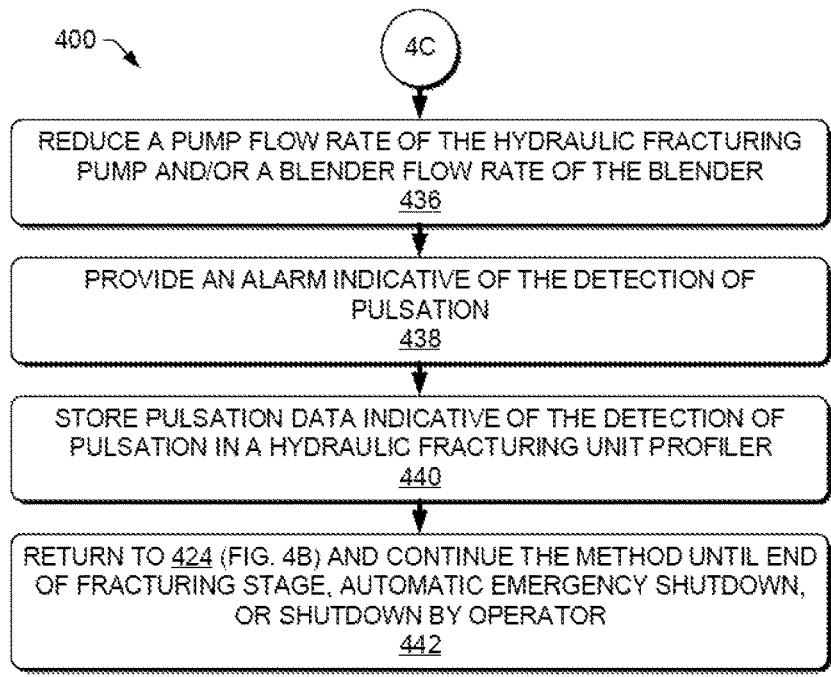 400
4C
REDUCE A PUMP FLOW RATE OF THE HYDRAULIC FRACTURING
PUMP AND/OR A BLENDER FLOW RATE OF THE BLENDER
436
PROVIDE AN ALARM INDICATIVE OF THE DETECTION OF
PULSATION
438
STORE PULSATION DATA INDICATIVE OF THE DETECTION OF
PULSATION IN A HYDRAULIC FRACTURING UNIT PROFILER
440
RETURN TO 424 (FIG. 4B) AND CONTINUE THE METHOD UNTIL END
OF FRACTURING STAGE, AUTOMATIC EMERGENCY SHUTDOWN,
OR SHUTDOWN BY OPERATOR
442